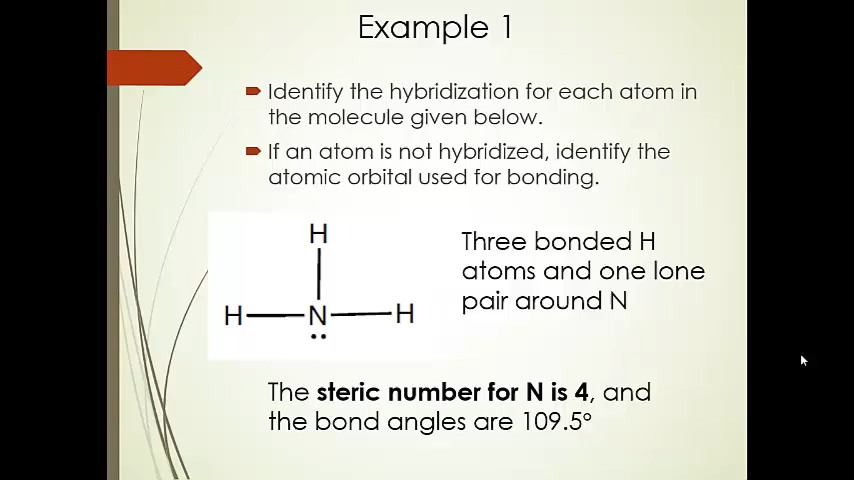 Example 1
Identify the hybridization for each atom in
the molecule given below.
If an atom is not hybridized, identify the
atomic orbital used for bonding.
H
H N H
Three bonded H
atoms and one lone
pair around N
The steric number for N is 4, and
the bond angles are 109.5°